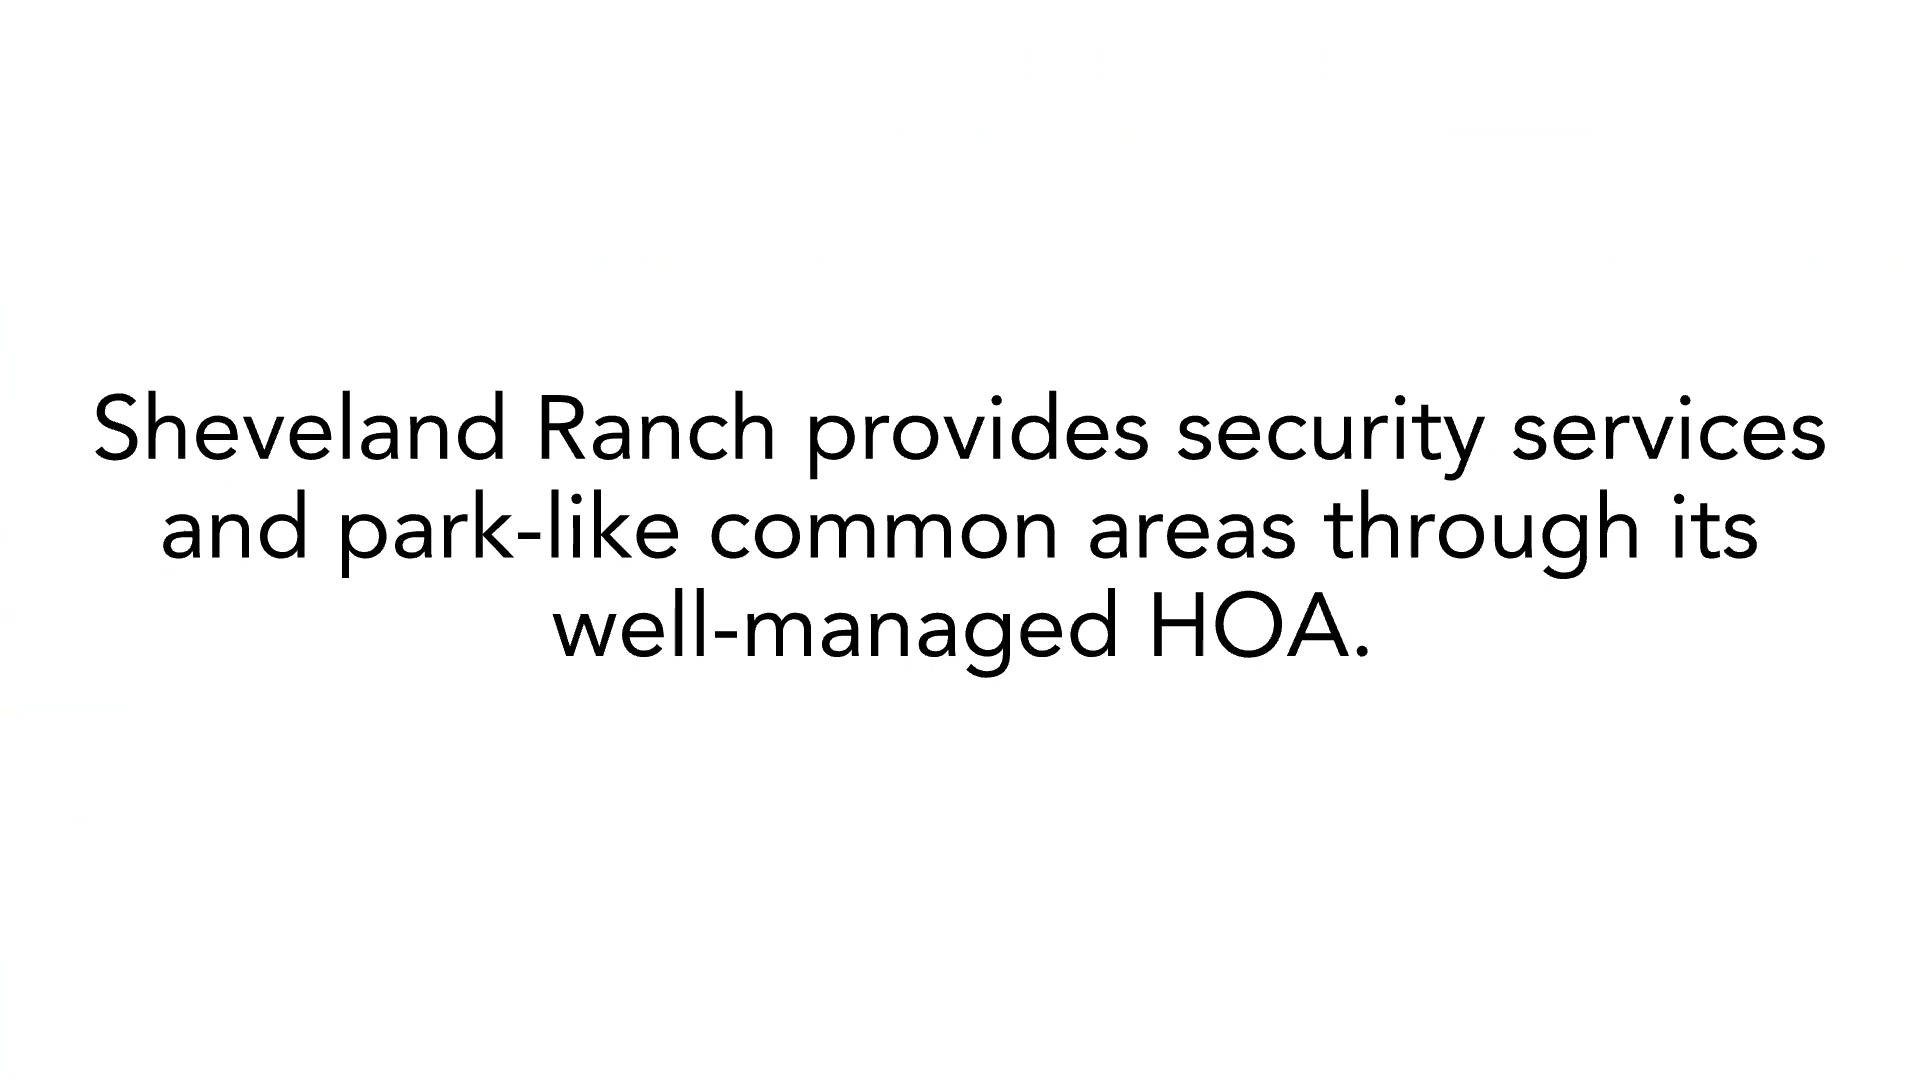 Sheveland Ranch provides security services
and park-like common areas through its
well-managed HOA.